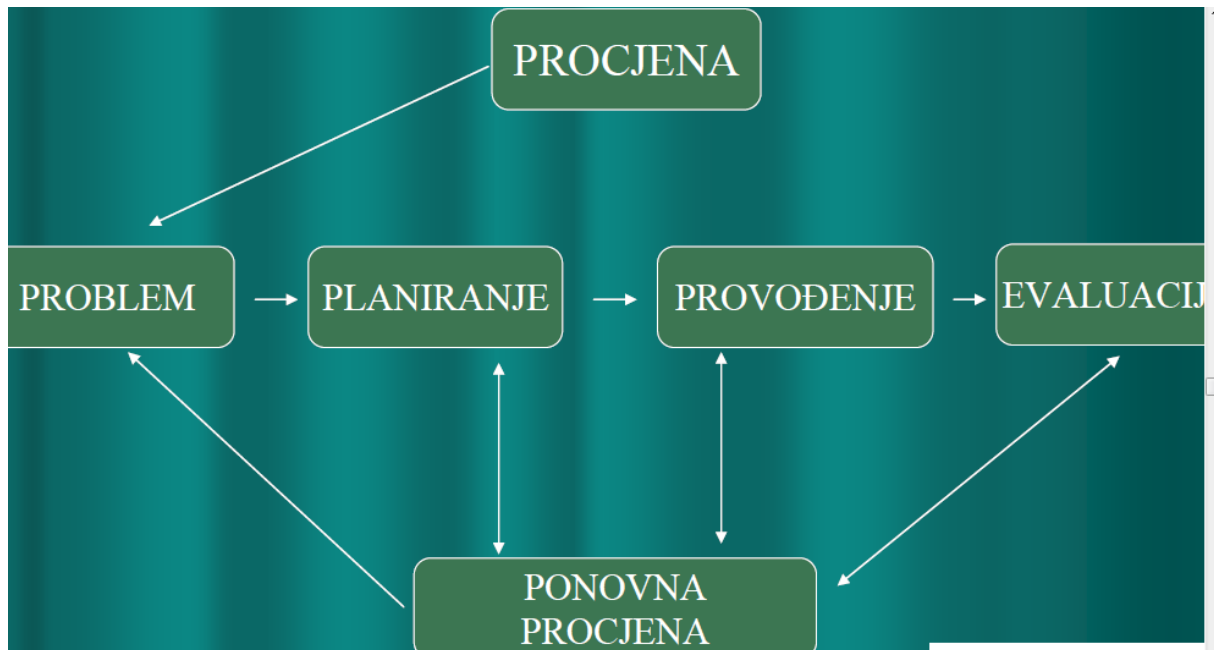 PROCJENA
PROBLEM
PLANIRANJE
PROVOĐENJE
EVALUACIJ
PONOVNA
PROCJENA